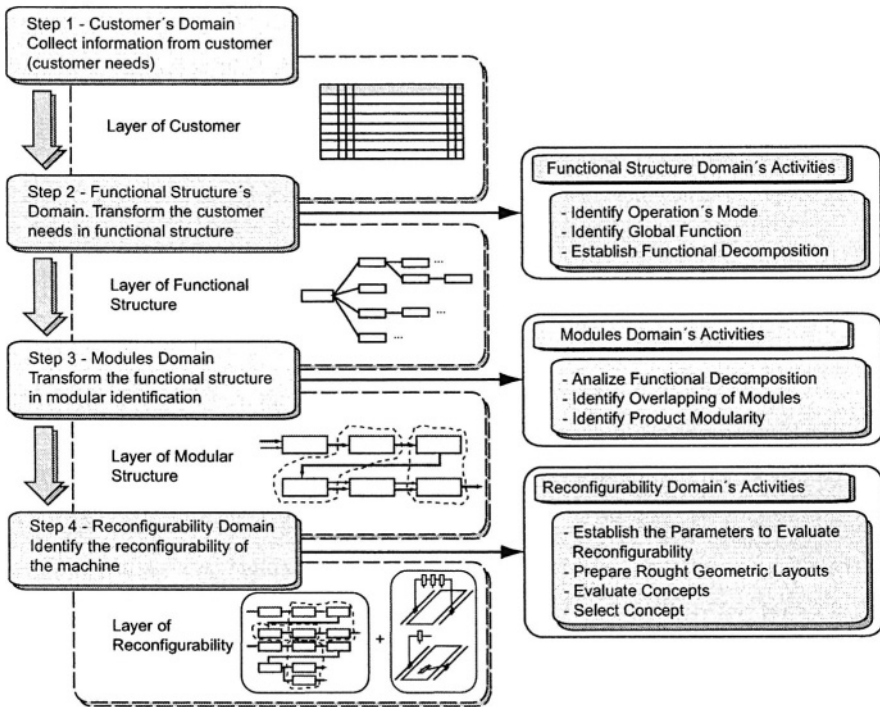 Step 1 - Customer´s Domain
Collect information from customer
(customer needs)
Layer of Customer
Step 2 - Functional Structure´s
Domain. Transform the customer
needs in functional structure
Functional Structure Domain´s Activities
- Identify Operation´s Mode
- Identify Global Function
- Establish Functional Decomposition
Layer of Functional
Structure
...
...
...
...
Step 3 - Modules Domain
Transform the functional structure
in modular identification
Modules Domain´s Activities
- Analize Functional Decomposition
- Identify Overlapping of Modules
- Identify Product Modularity
Layer of Modular
Structure
Step 4 - Reconfigurability Domain
Identify the reconfigurability of
the machine
Reconfigurability Domain´s Activities
- Establish the Parameters to Evaluate
Reconfigurability
- Prepare Rought Geometric Layouts
- Evaluate Concepts
- Select Concept
Layer of
Reconfigurability
+